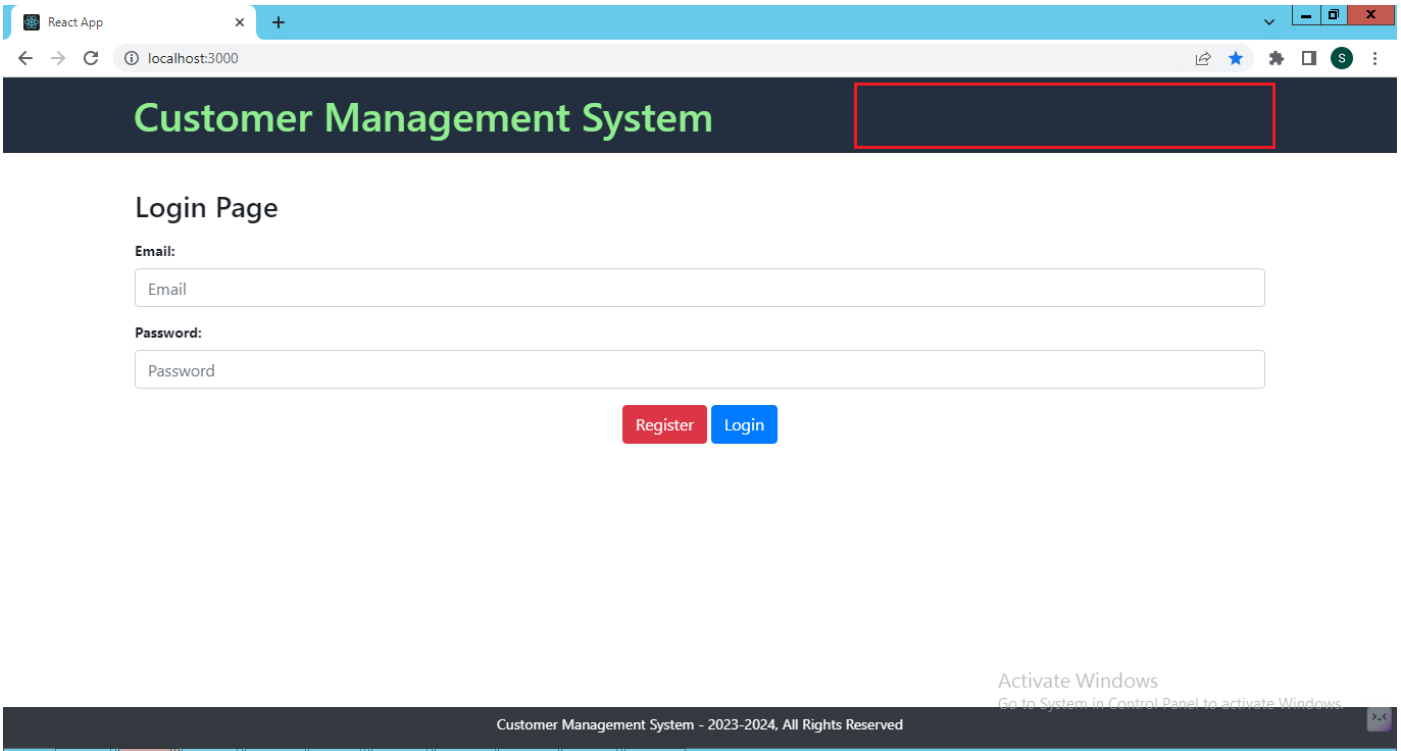 React App
localhost:3000
S
Customer Management System
Login Page
Email:
Email
Password:
Password
Register Login
Activate Windows
Go to System in Control Panel to activate Windows.
Customer Management System - 2023-2024, All Rights Reserved